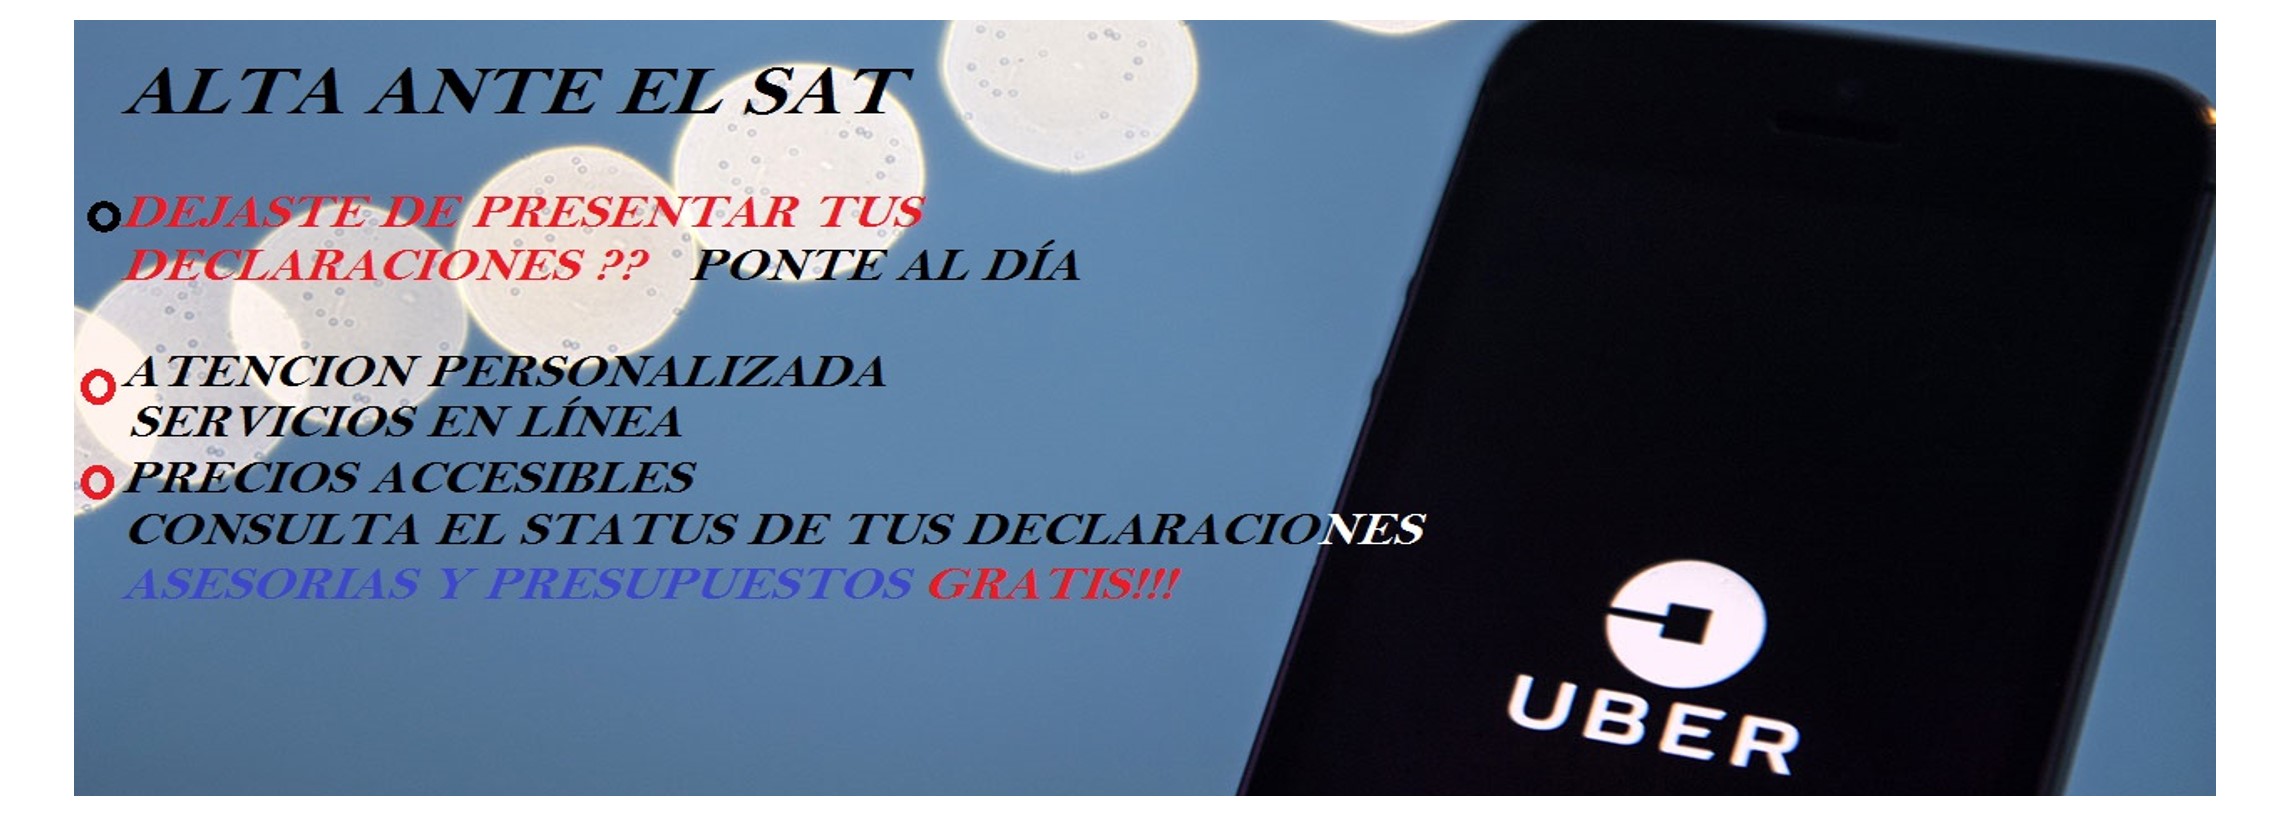 ALTA ANTE EL SAT
DEJASTE DE PRESENTAR TUS
DECLARACIONES ?? PONTE AL DÍA
ATENCION PERSONALIZADA
SERVICIOS EN LÍNEA
PRECIOS ACCESIBLES
CONSULTA EL STATUS DE TUS DECLARACIONES
ASESORIAS Y PRESUPUESTOS GRATIS!!!
UBER